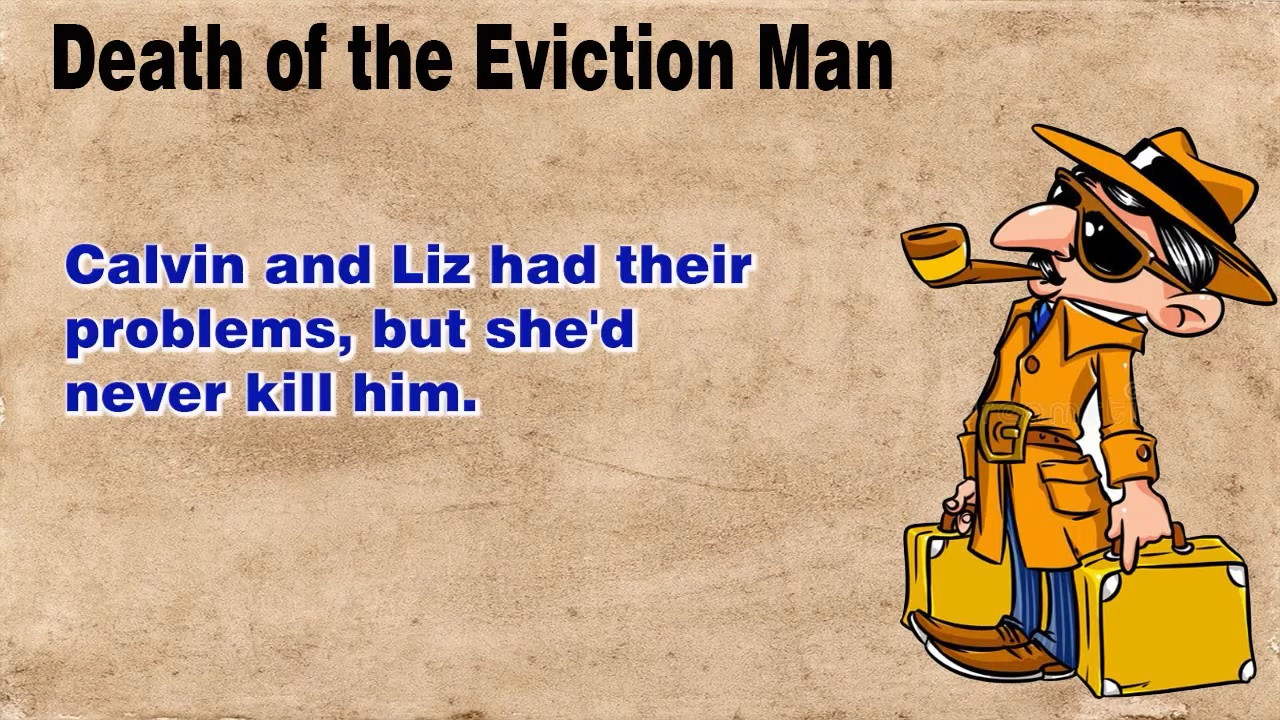 Death of the Eviction Man
Calvin and Liz had their
problems, but she'd
never kill him.